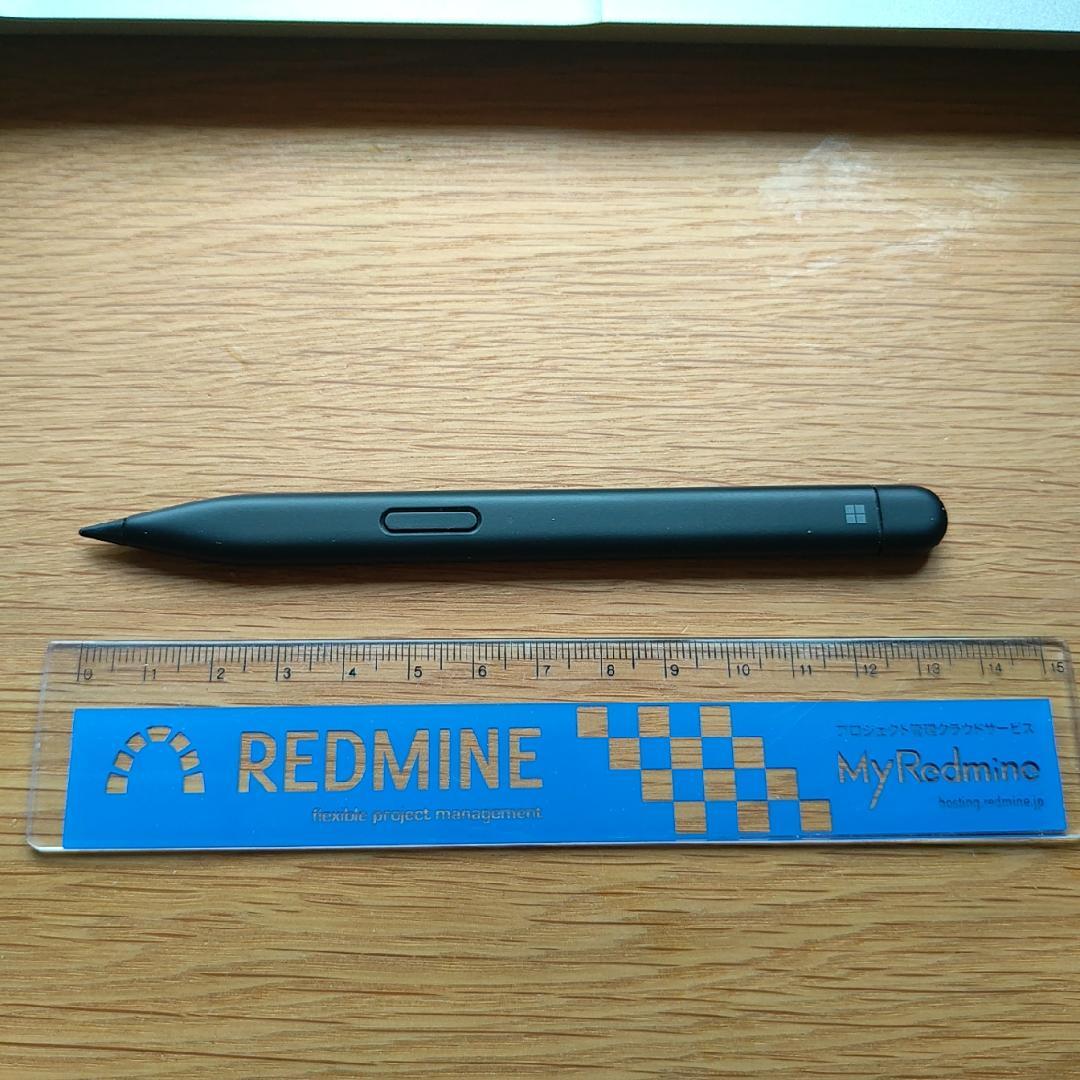 0 1 2 3 4 5 6 7 8 9 10 11 12 13 14 15
REDMINE
flexible project management
プロジェクト管理クラウドサービス
My Redmine
hosting.redmine.jp